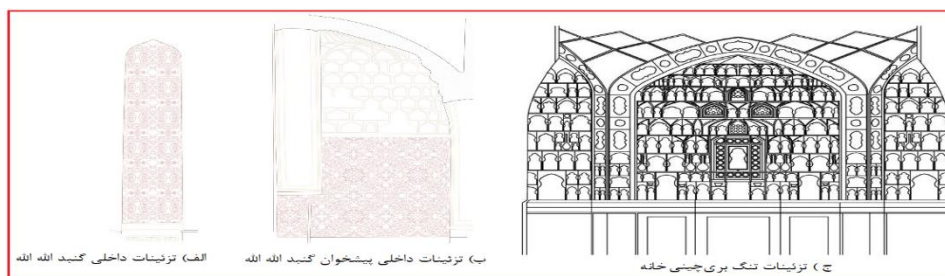 الف) تزئینات داخلی گنبد الله الله
ب) تزئینات داخلی پیشخوان گنبد الله الله
ج) تزئینات تنگ بری‌چینی خانه